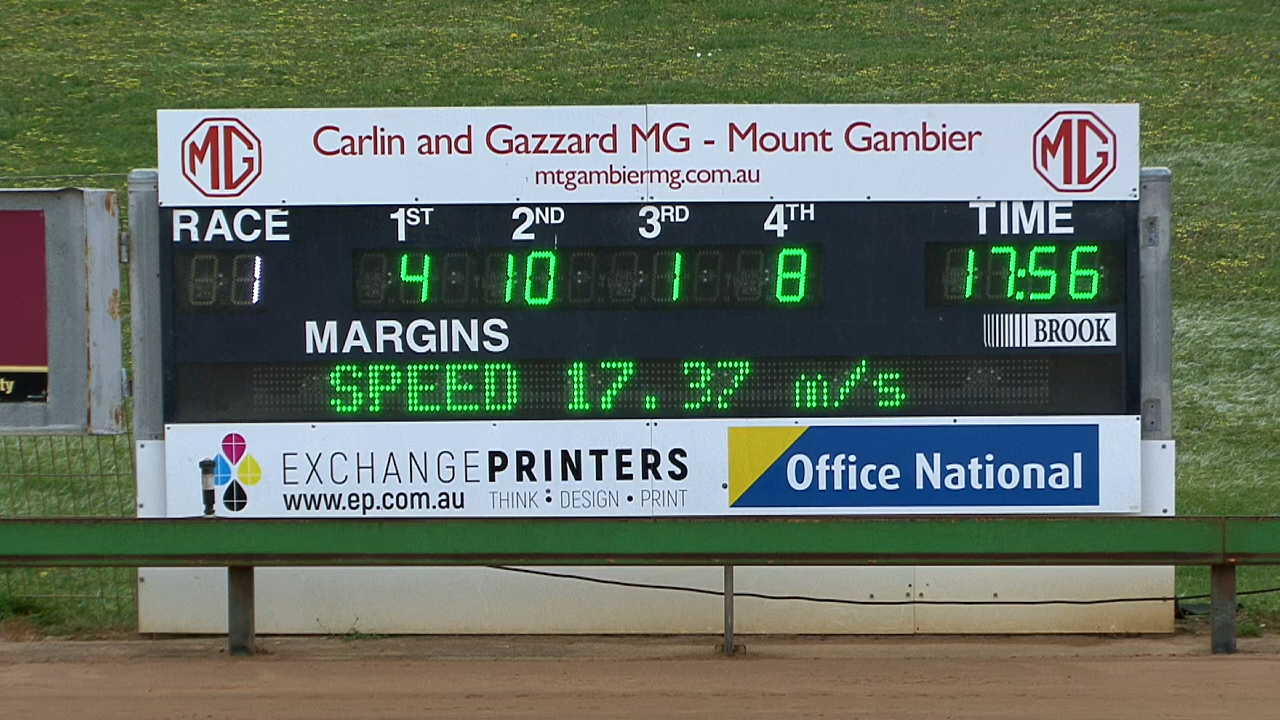 MG Carlin and Gazzard MG - Mount Gambier MG
mtgambiermg.com.au
RACE 1ST 2ND 3RD 4TH TIME
1 4 10 1 8 17:56
MARGINS BROOK
SPEED 17.37 m/s
EXCHANGEPRINTERS Office National
www.ep.com.au THINK : DESIGN • PRINT